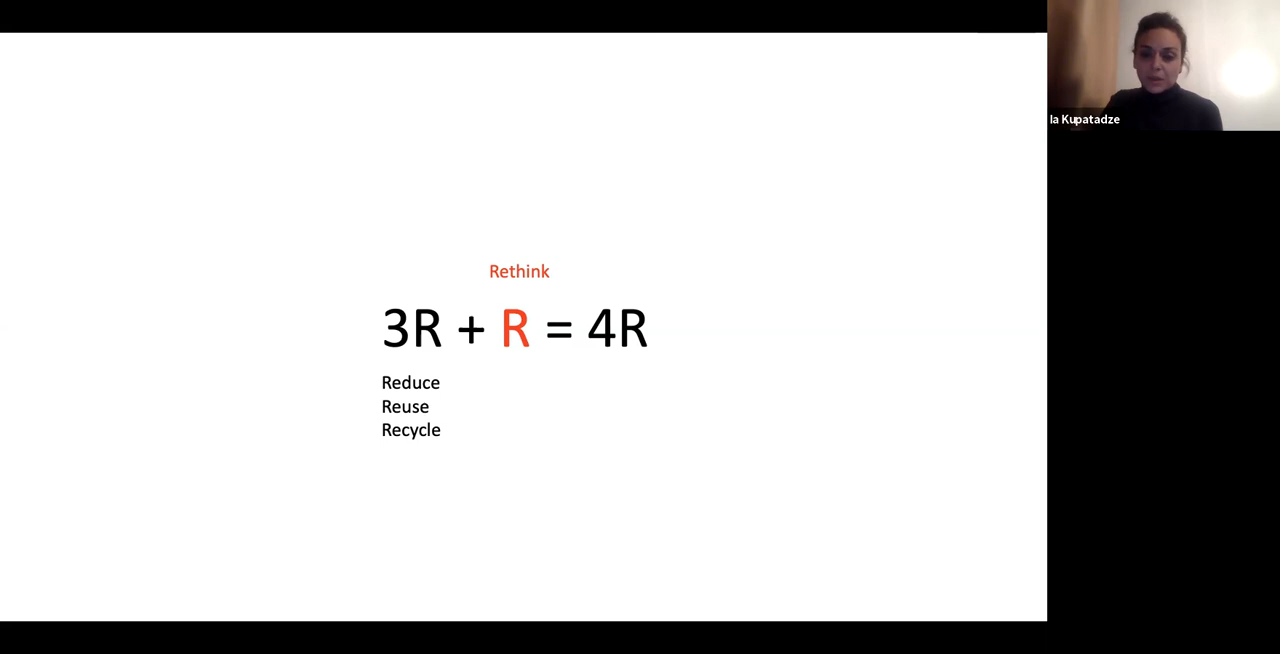 Rethink
3R + R = 4R
Reduce
Reuse
Recycle
Ia Kupatadze